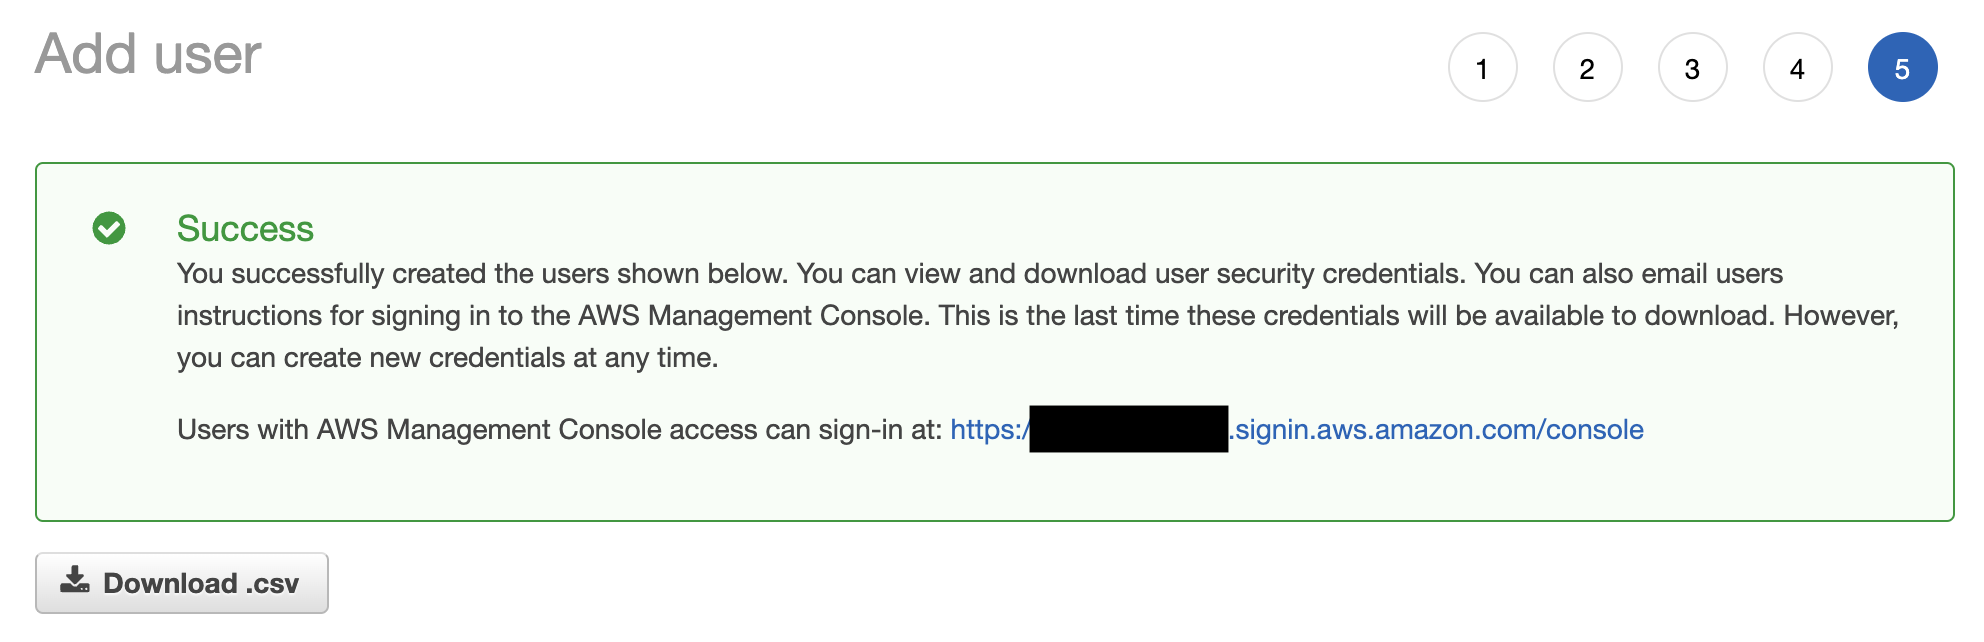 Add user
1 2 3 4 5
Success
You successfully created the users shown below. You can view and download user security credentials. You can also email users
instructions for signing in to the AWS Management Console. This is the last time these credentials will be available to download. However,
you can create new credentials at any time.
Users with AWS Management Console access can sign-in at: https:/ .signin.aws.amazon.com/console
Download .csv